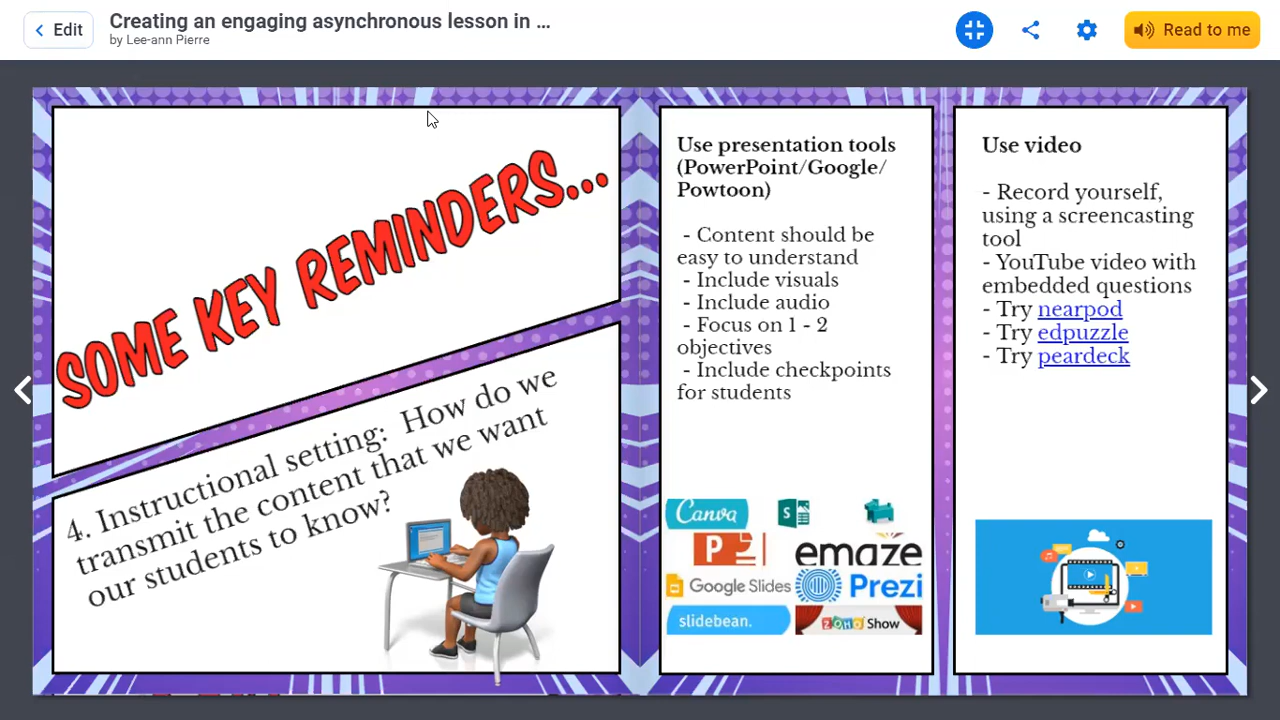 Edit
Creating an engaging asynchronous lesson in ...
by Lee-ann Pierre
Read to me
SOME KEY REMINDERS...
4. Instructional setting: How do we
transmit the content that we want
our students to know?
Use presentation tools
(PowerPoint/Google/
Powtoon)
- Content should be
easy to understand
- Include visuals
- Include audio
- Focus on 1 - 2
objectives
- Include checkpoints
for students
Canva
S
P
emaze
Google Slides
Prezi
slidebean.
ZOHO Show
Use video
- Record yourself,
using a screencasting
tool
- YouTube video with
embedded questions
- Try nearpod
- Try edpuzzle
- Try peardeck